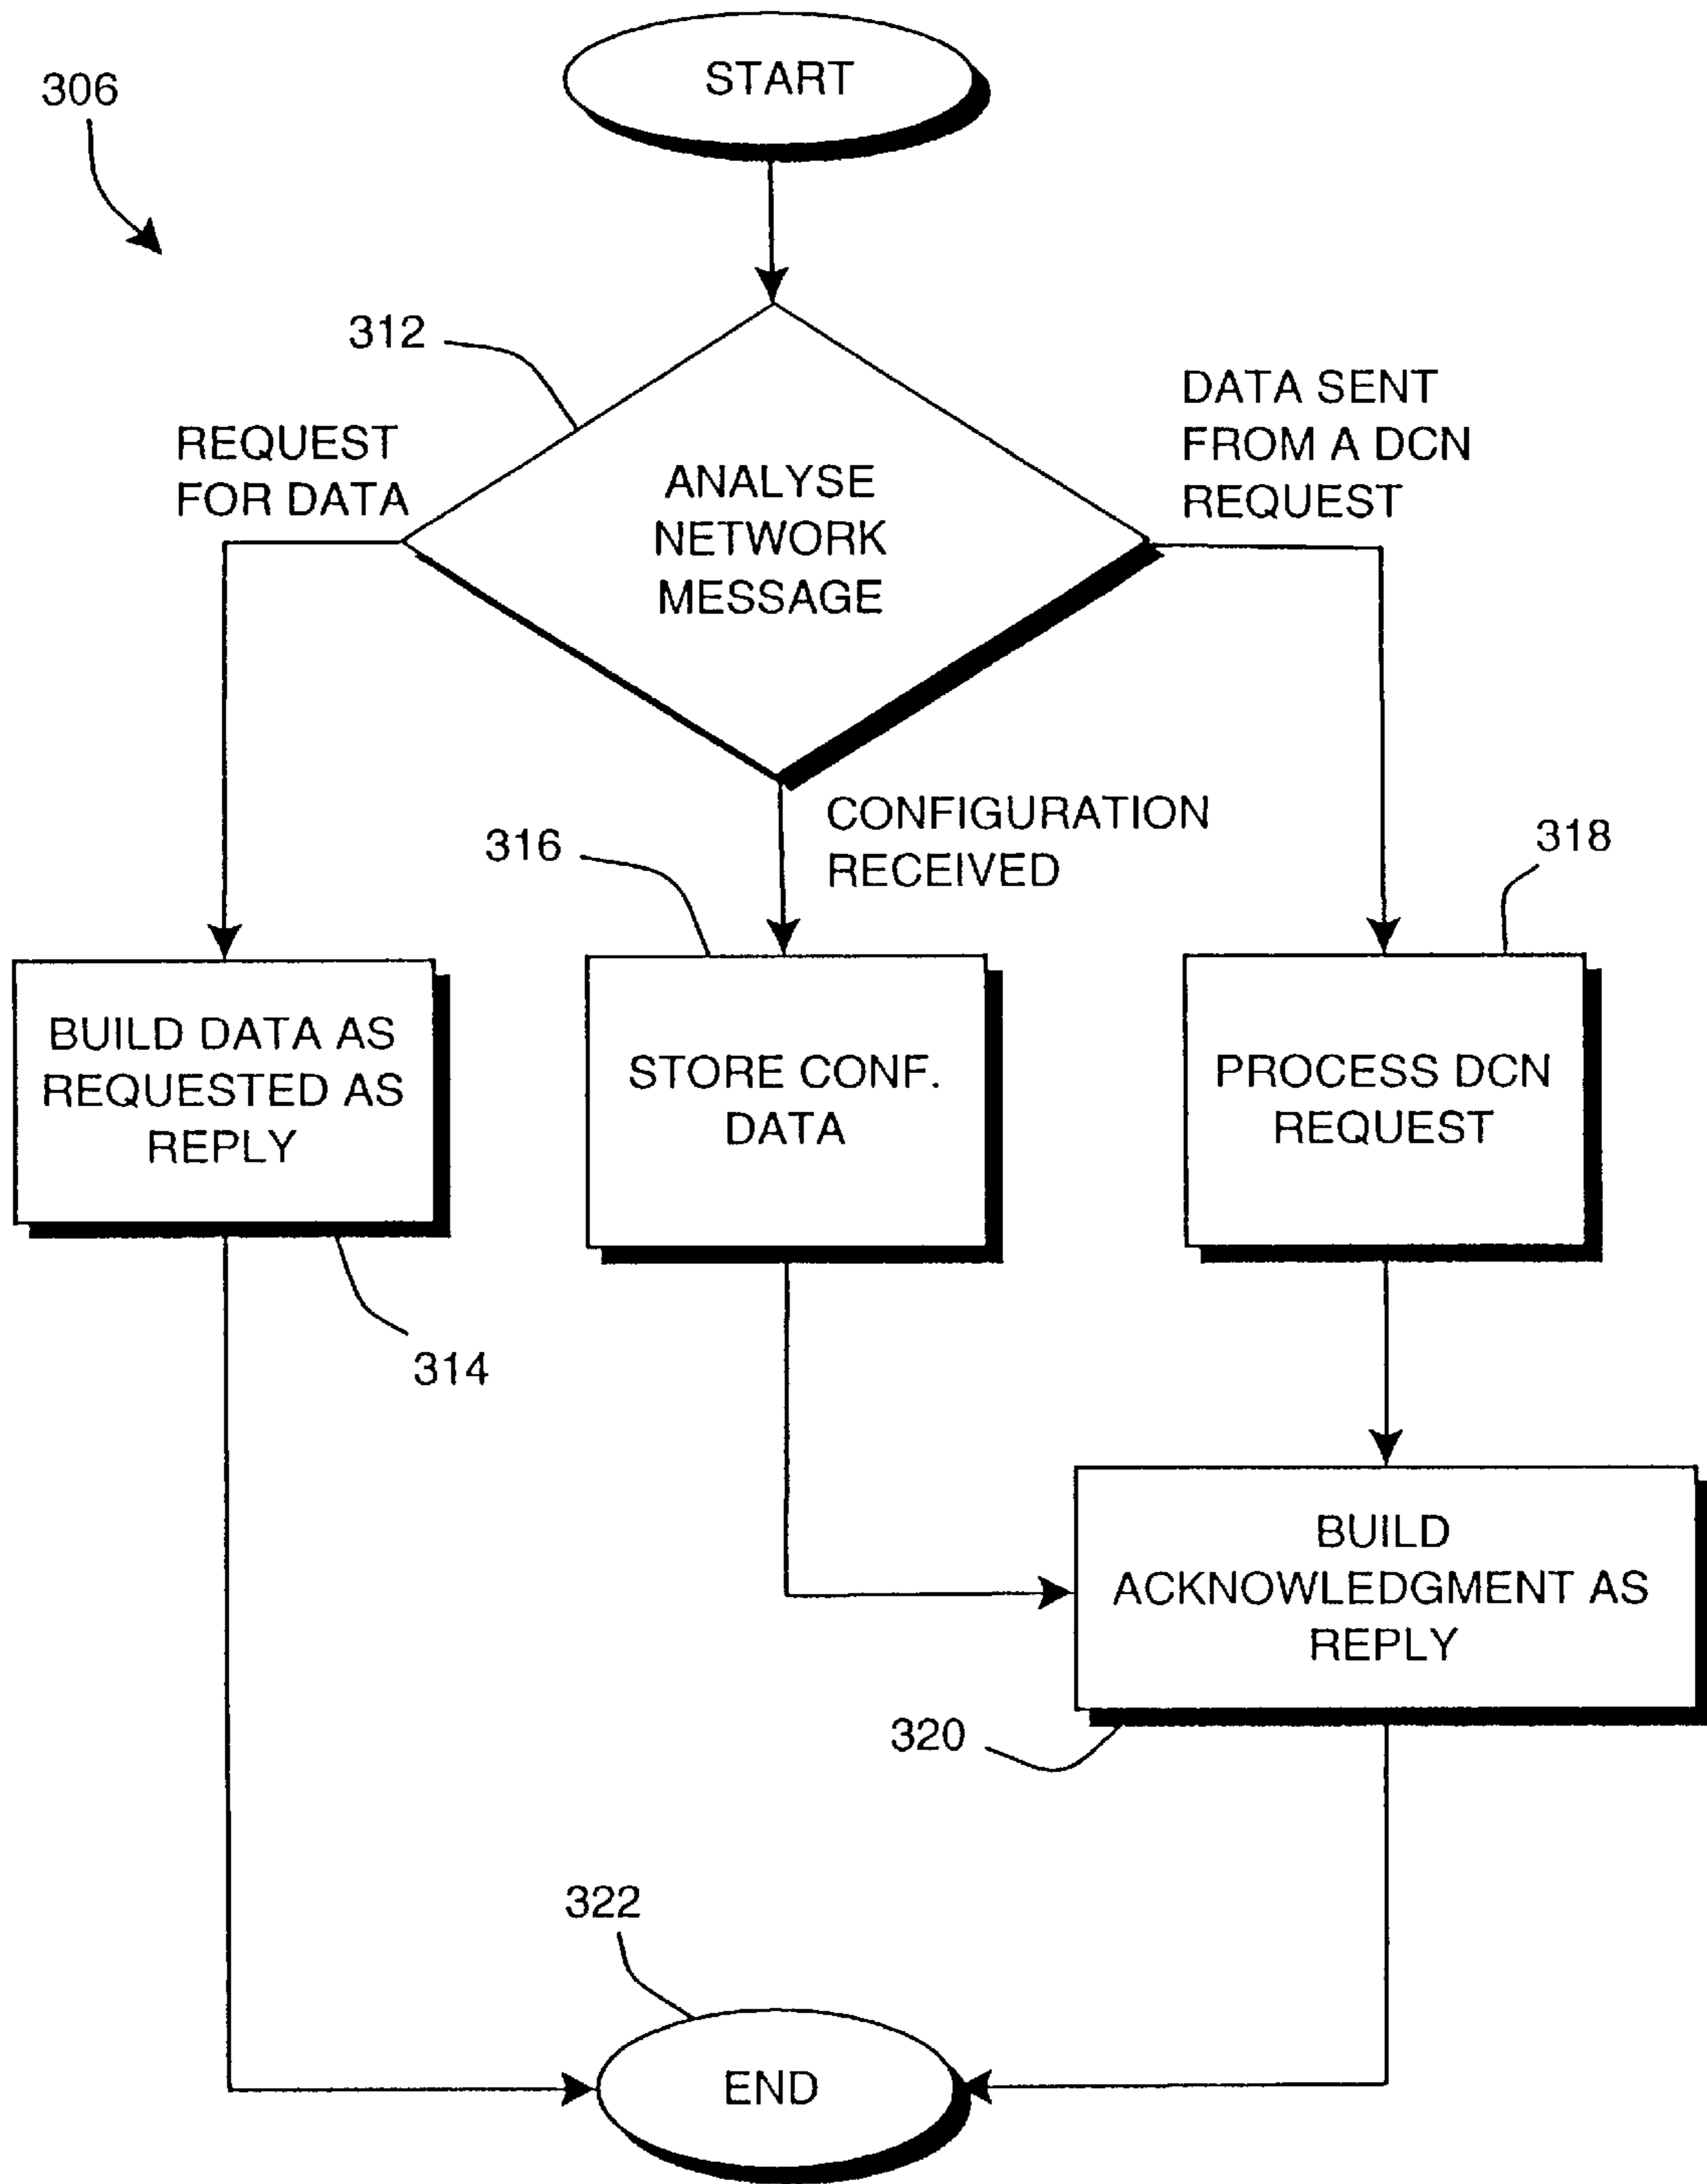 START
306
312
REQUEST
FOR DATA
ANALYSE
NETWORK
MESSAGE
DATA SENT
FROM A DCN
REQUEST
CONFIGURATION
RECEIVED
316
318
BUILD DATA AS
REQUESTED AS
REPLY
STORE CONF.
DATA
PROCESS DCN
REQUEST
314
BUILD
ACKNOWLEDGMENT AS
REPLY
320
322
END